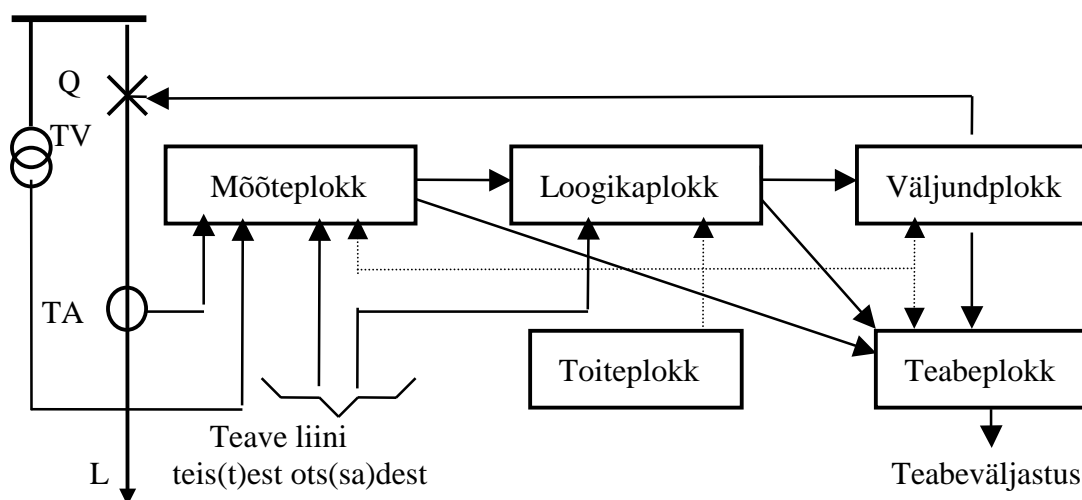 Q
TV
Mõõteplokk
Loogikaplokk
Väljundplokk
TA
Toiteplokk
Teabeplokk
Teave liini
teis(t)est ots(sa)dest
L
Teabeväljastus